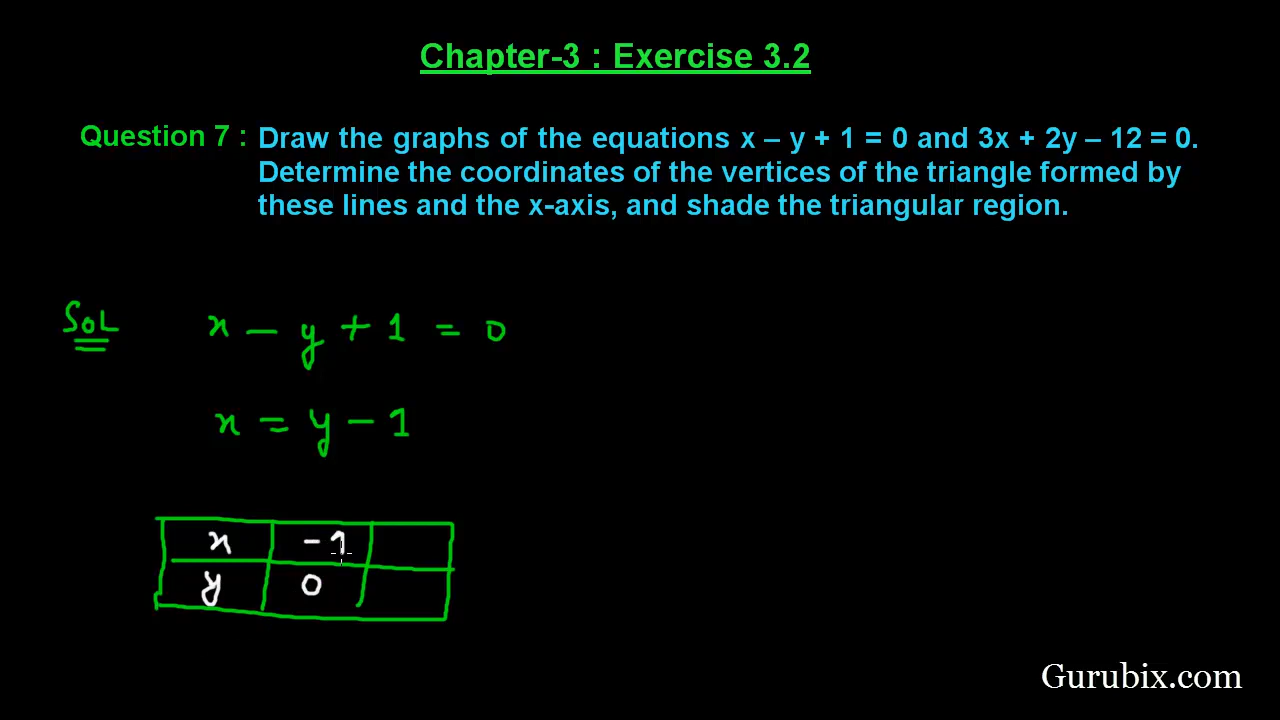 Chapter-3 : Exercise 3.2
Question 7 : Draw the graphs of the equations x – y + 1 = 0 and 3x + 2y – 12 = 0.
Determine the coordinates of the vertices of the triangle formed by
these lines and the x-axis, and shade the triangular region.
SOL x – y + 1 = 0
x = y – 1
x -1
y 0
Gurubix.com